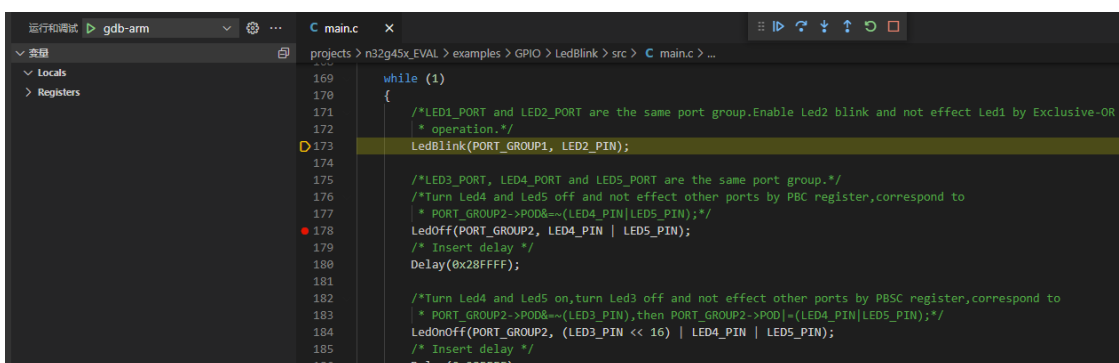 运行和调试 gdb-arm
变量
Locals
Registers
C main.c
projects > n32g45x_EVAL > examples > GPIO > LedBlink > src > C main.c > ...
169 while (1)
170 {
171 /*LED1_PORT and LED2_PORT are the same port group.Enable Led2 blink and not effect Led1 by Exclusive-OR
172 * operation.*/
173 LedBlink(PORT_GROUP1, LED2_PIN);
174
175 /*LED3_PORT, LED4_PORT and LED5_PORT are the same port group.*/
176 /*Turn Led4 and Led5 off and not effect other ports by PBC register,correspond to
177 * PORT_GROUP2->POD&=~(LED4_PIN|LED5_PIN);*/
178 LedOff(PORT_GROUP2, LED4_PIN | LED5_PIN);
179 /* Insert delay */
180 Delay(0x28FFFF);
181
182 /*Turn Led4 and Led5 on,turn Led3 off and not effect other ports by PBSC register,correspond to
183 * PORT_GROUP2->POD&=~(LED3_PIN),then PORT_GROUP2->POD|=(LED4_PIN|LED5_PIN);*/
184 LedOnOff(PORT_GROUP2, (LED3_PIN << 16) | LED4_PIN | LED5_PIN);
185 /* Insert delay */